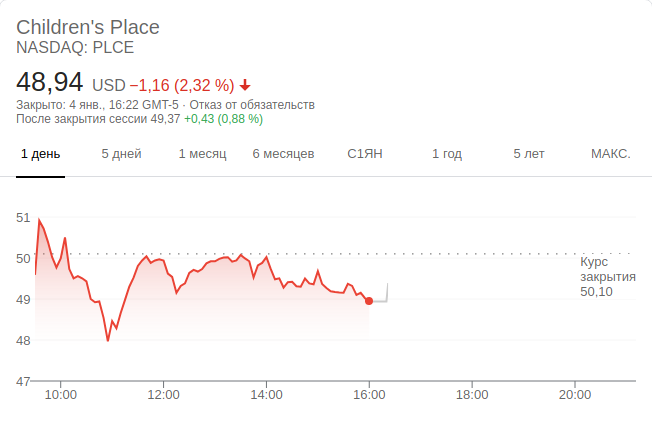 Children's Place
NASDAQ: PLCE
48,94 USD −1,16 (2,32 %)
Закрыто: 4 янв., 16:22 GMT-5 · Отказ от обязательств
После закрытия сессии 49,37 +0,43 (0,88 %)
1 день 5 дней 1 месяц 6 месяцев С1ЯН 1 год 5 лет МАКС.
51
50
49
48
47
Курс
закрытия
50,10
10:00 12:00 14:00 16:00 18:00 20:00